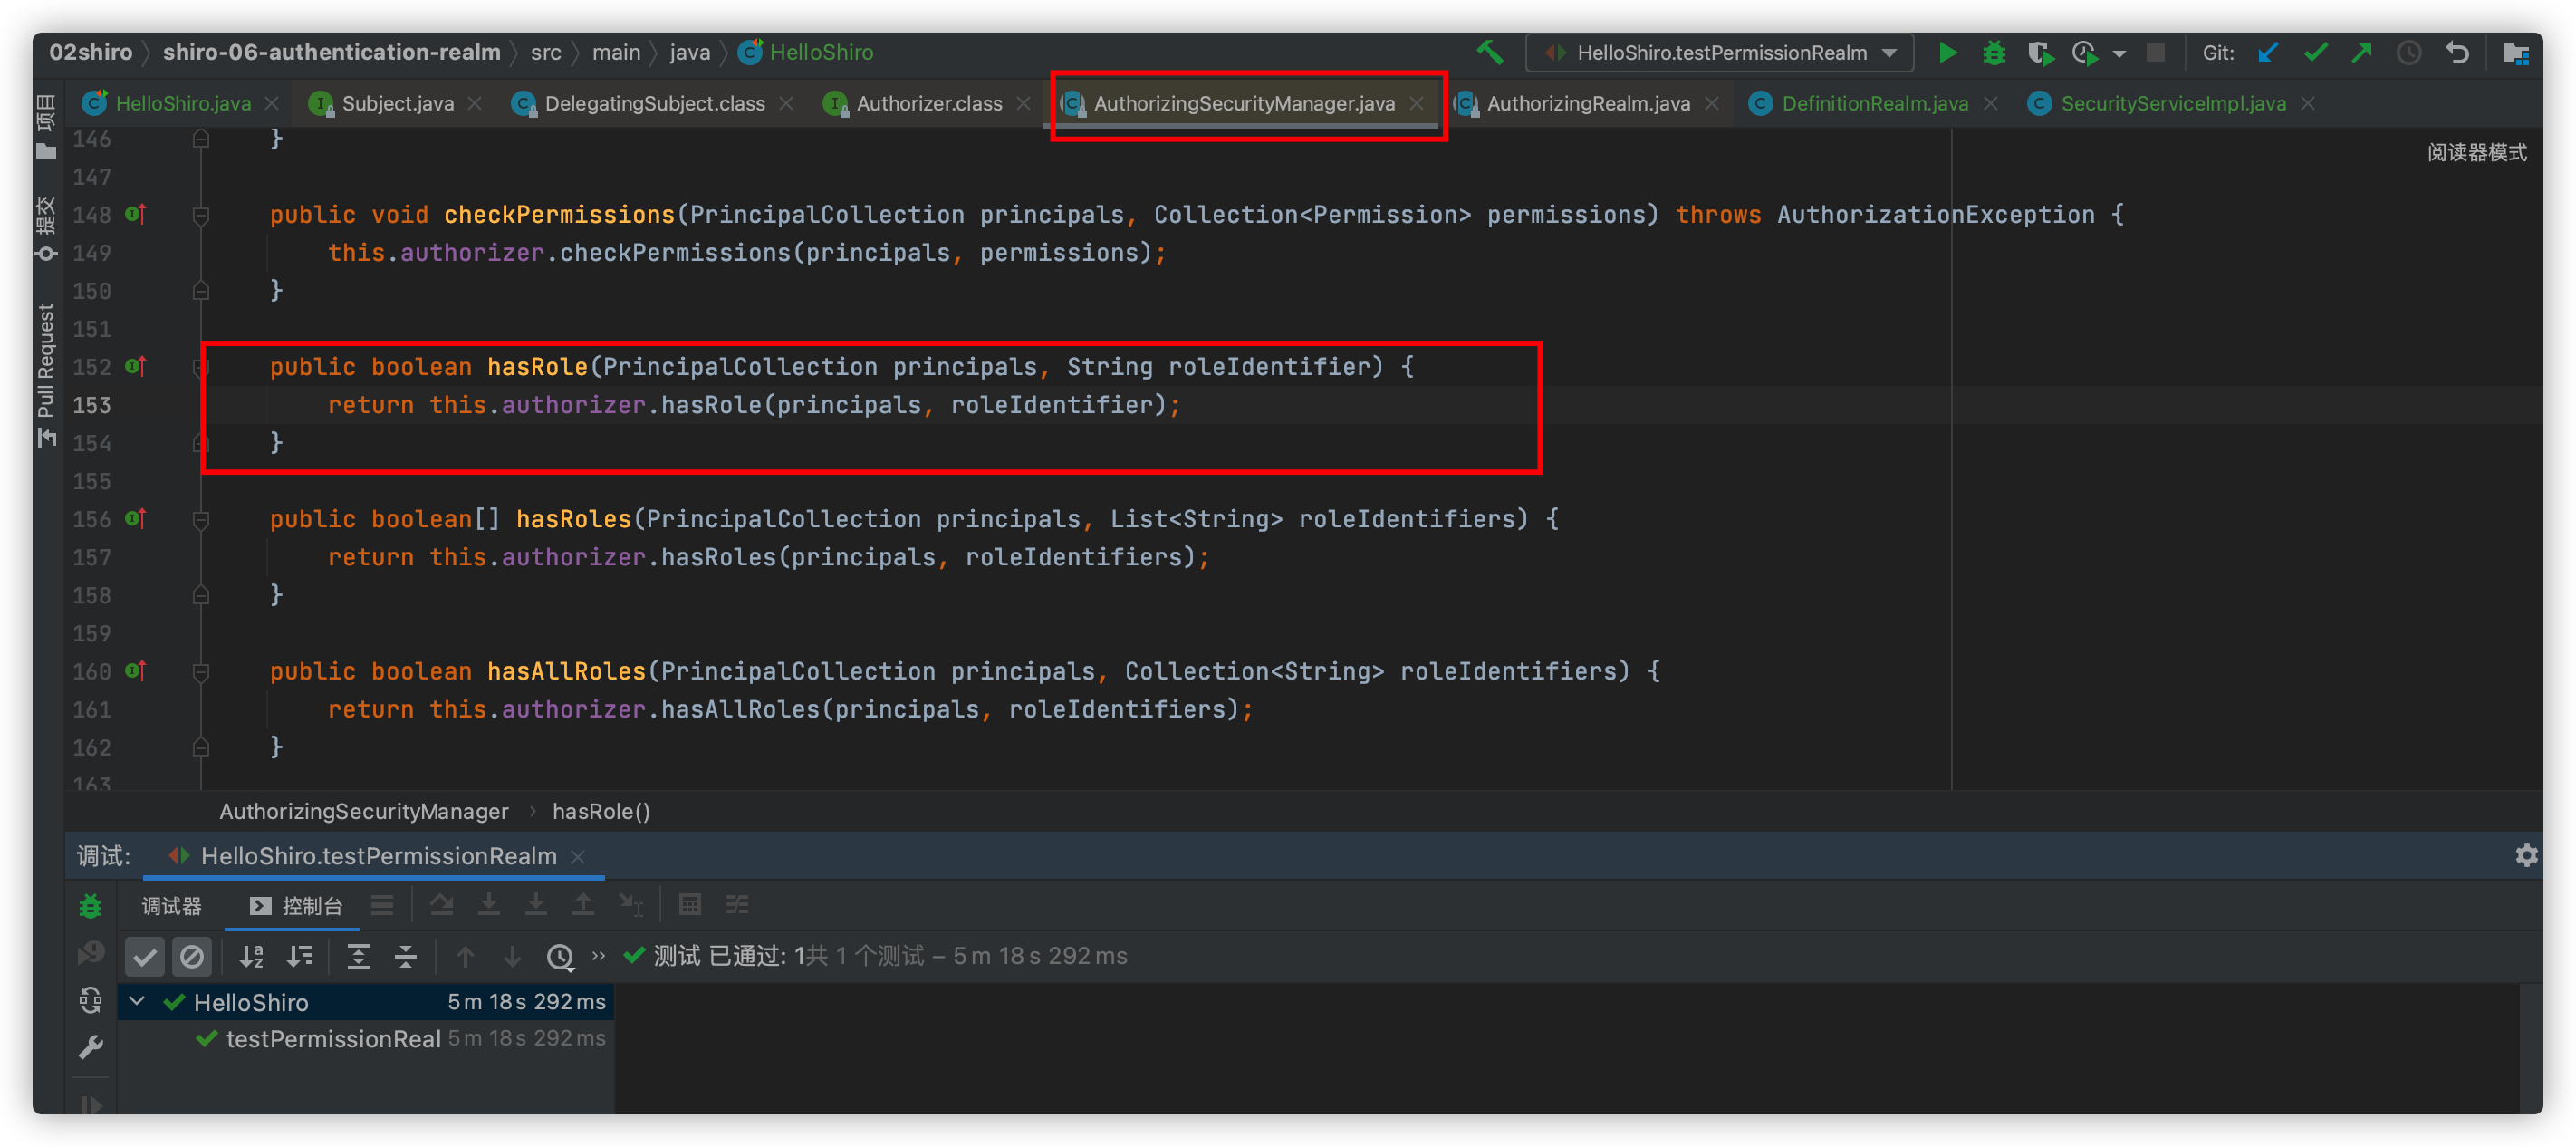 02shiro 〉 shiro-06-authentication-realm 〉 src 〉 main 〉 java 〉 HelloShiro
HelloShiro.testPermissionRealm
Git:
HelloShiro.java
Subject.java
DelegatingSubject.class
Authorizer.class
AuthorizingSecurityManager.java
AuthorizingRealm.java
DefinitionRealm.java
SecurityServiceImpl.java
项目
提交
Pull Request
阅读器模式
146 }
147
148 public void checkPermissions(PrincipalCollection principals, Collection<Permission> permissions) throws AuthorizationException {
149 this.authorizer.checkPermissions(principals, permissions);
150 }
151
152 public boolean hasRole(PrincipalCollection principals, String roleIdentifier) {
153 return this.authorizer.hasRole(principals, roleIdentifier);
154 }
155
156 public boolean[] hasRoles(PrincipalCollection principals, List<String> roleIdentifiers) {
157 return this.authorizer.hasRoles(principals, roleIdentifiers);
158 }
159
160 public boolean hasAllRoles(PrincipalCollection principals, Collection<String> roleIdentifiers) {
161 return this.authorizer.hasAllRoles(principals, roleIdentifiers);
162 }
163
AuthorizingSecurityManager › hasRole()
调试: HelloShiro.testPermissionRealm
调试器 控制台
» 测试 已通过: 1共 1 个测试 – 5 m 18 s 292 ms
HelloShiro 5 m 18 s 292 ms
testPermissionReal 5 m 18 s 292 ms